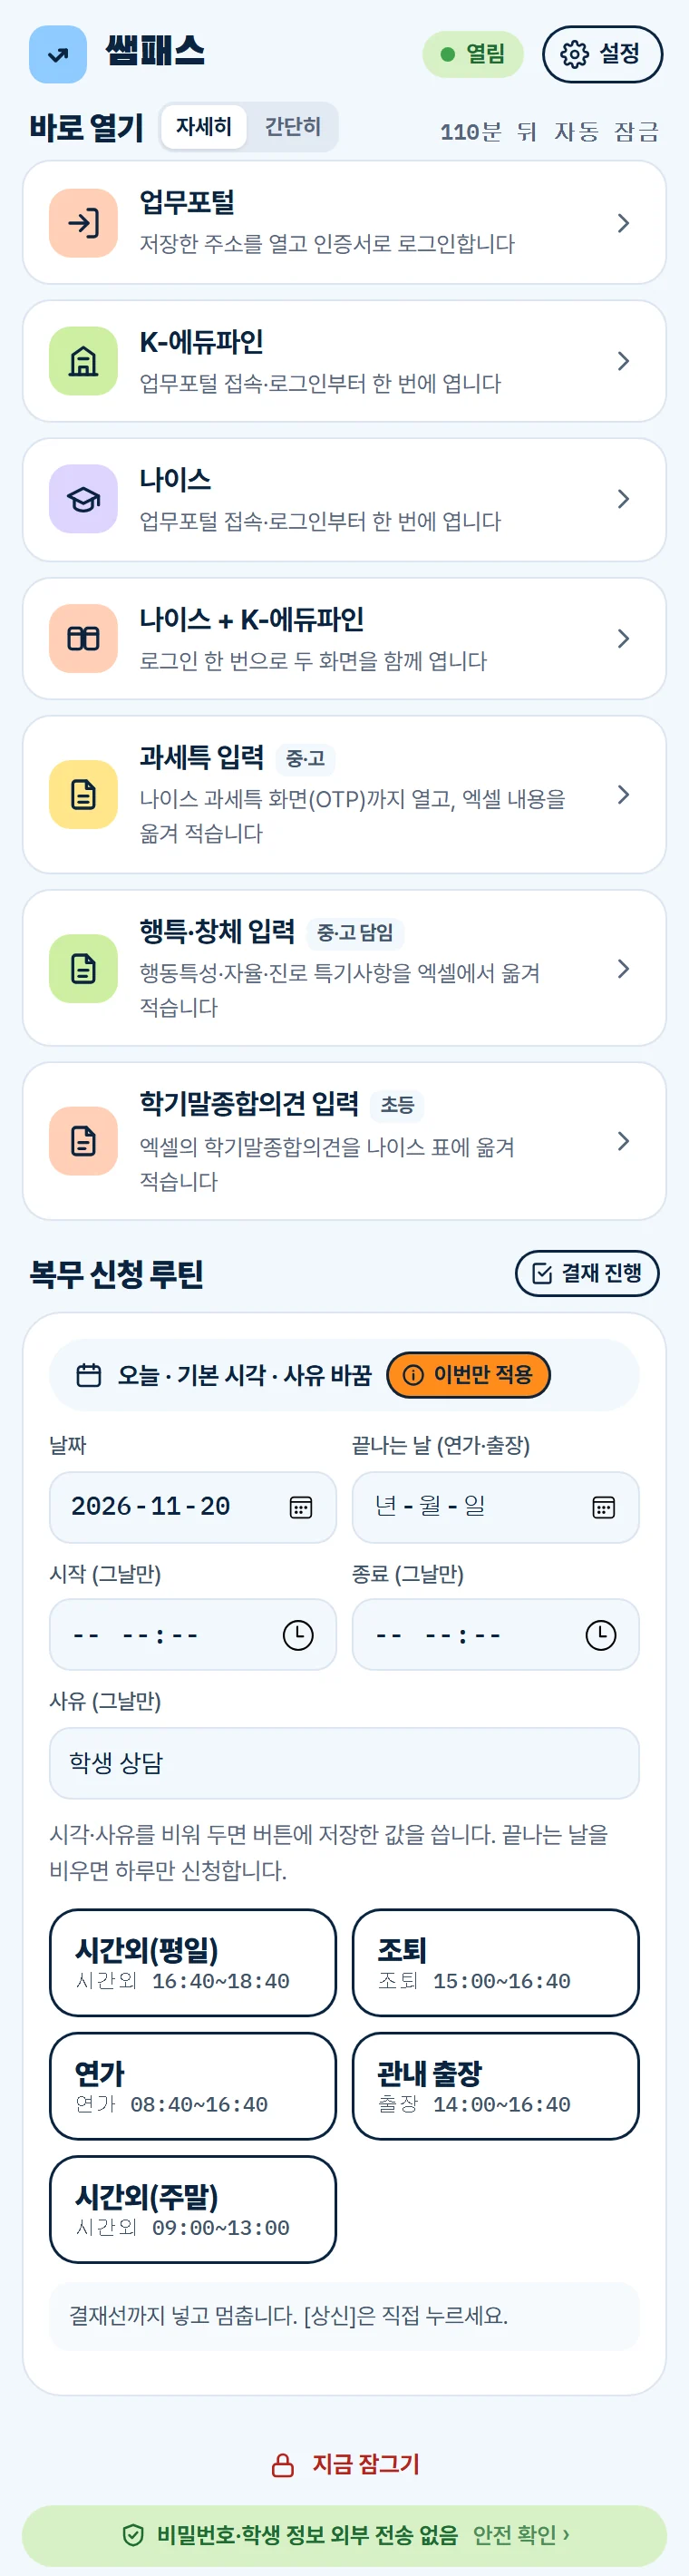 쌤패스
열림
설정
바로 열기
자세히
간단히
110분 뒤 자동 잠금
업무포털
저장한 주소를 열고 인증서로 로그인합니다
K-에듀파인
업무포털 접속·로그인부터 한 번에 엽니다
나이스
업무포털 접속·로그인부터 한 번에 엽니다
나이스 + K-에듀파인
로그인 한 번으로 두 화면을 함께 엽니다
과세특 입력 중·고
나이스 과세특 화면(OTP)까지 열고, 엑셀 내용을
옮겨 적습니다
행특·창체 입력 중·고 담임
행동특성·자율·진로 특기사항을 엑셀에서 옮겨
적습니다
학기말종합의견 입력 초등
엑셀의 학기말종합의견을 나이스 표에 옮겨
적습니다
복무 신청 루틴
결재 진행
오늘 · 기본 시각 · 사유 바꿈
이번만 적용
날짜
끝나는 날 (연가·출장)
2026-11-20
년-월-일
시작 (그날만)
종료 (그날만)
-- --:--
-- --:--
사유 (그날만)
학생 상담
시각·사유를 비워 두면 버튼에 저장한 값을 씁니다. 끝나는 날을
비우면 하루만 신청합니다.
시간외(평일)
시간외 16:40~18:40
조퇴
조퇴 15:00~16:40
연가
연가 08:40~16:40
관내 출장
출장 14:00~16:40
시간외(주말)
시간외 09:00~13:00
결재선까지 넣고 멈춥니다. [상신]은 직접 누르세요.
지금 잠그기
비밀번호·학생 정보 외부 전송 없음 안전 확인 ›